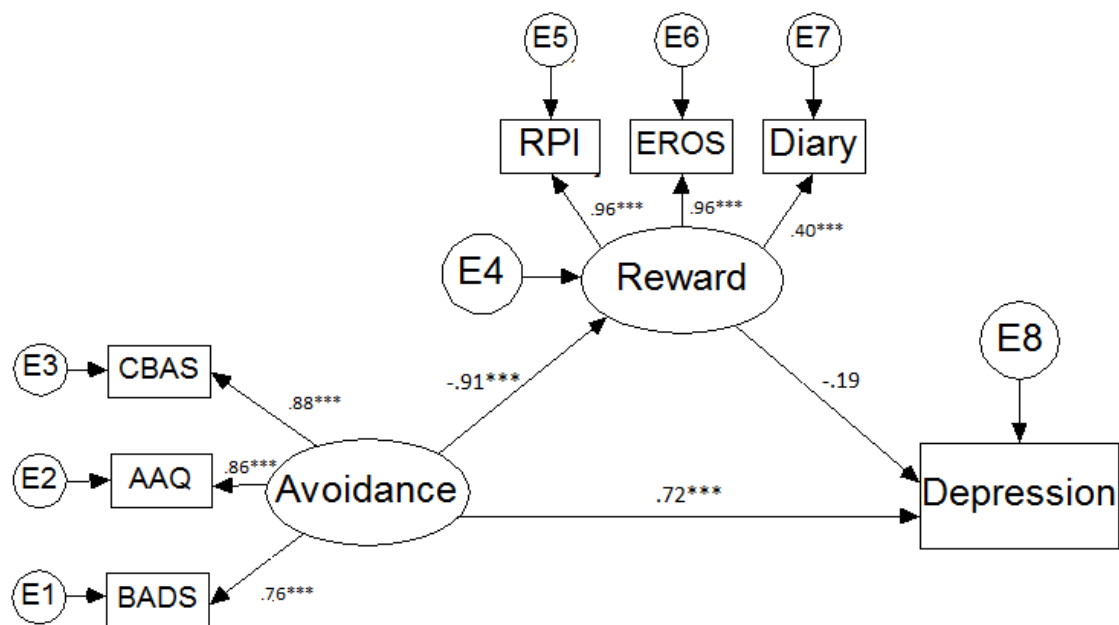 E5
E6
E7
RPI
EROS
Diary
.96***
.96***
.40***
E4
Reward
E8
E3
CBAS
-.91***
-.19
.88***
E2
AAQ
.86***
Avoidance
.72***
Depression
E1
BADS
.76***